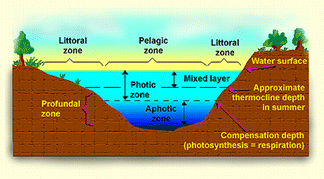 Littoral
zone
Pelagic
zone
Littoral
zone
Water surface
Mixed layer
Photic
zone
Approximate
thermocline depth
in summer
Profundal
zone
Aphotic
zone
Compensation depth
(photosynthesis = respiration)